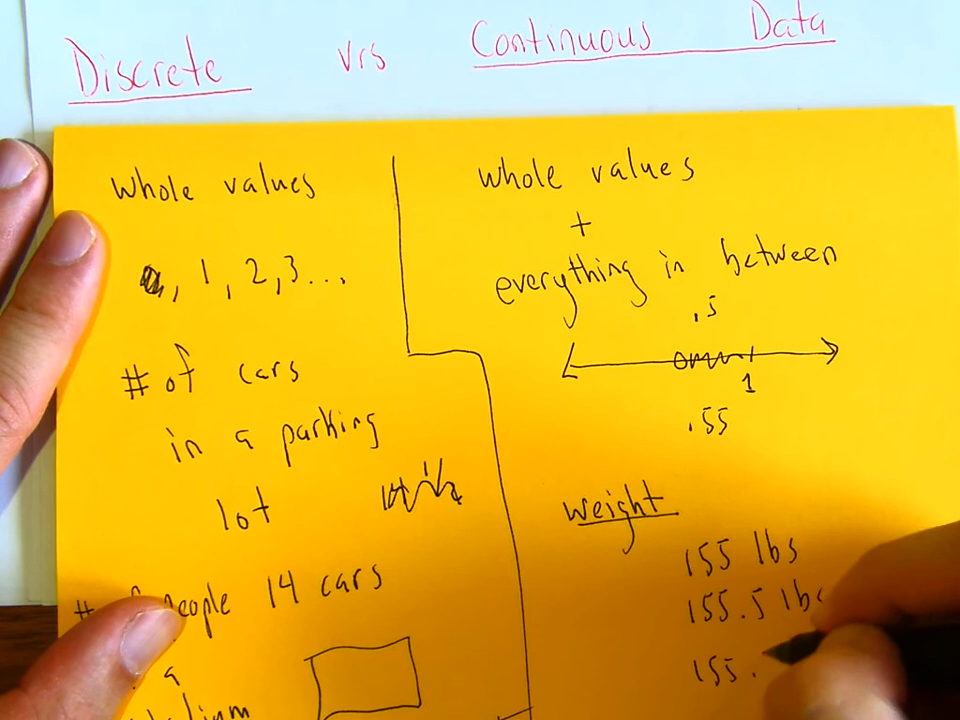 Discrete vrs Continuous Data
whole values
, 1, 2, 3...
# of cars
in a parking
lot
14 cars
#
a
whole values
+
everything in between
.5
1
.55
weight
155 lbs
155.5 lbs
155.